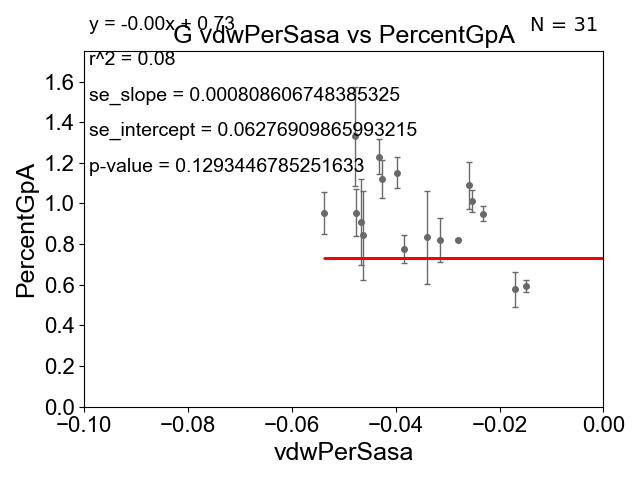 y = -0.00x + 0.73
G vdwPerSasa vs PercentGpA
N = 31
r^2 = 0.08
se_slope = 0.000808606748385325
se_intercept = 0.06276909865993215
p-value = 0.1293446785251633
PercentGpA
1.6
1.4
1.2
1.0
0.8
0.6
0.4
0.2
0.0
−0.10 −0.08 −0.06 −0.04 −0.02 0.00
vdwPerSasa